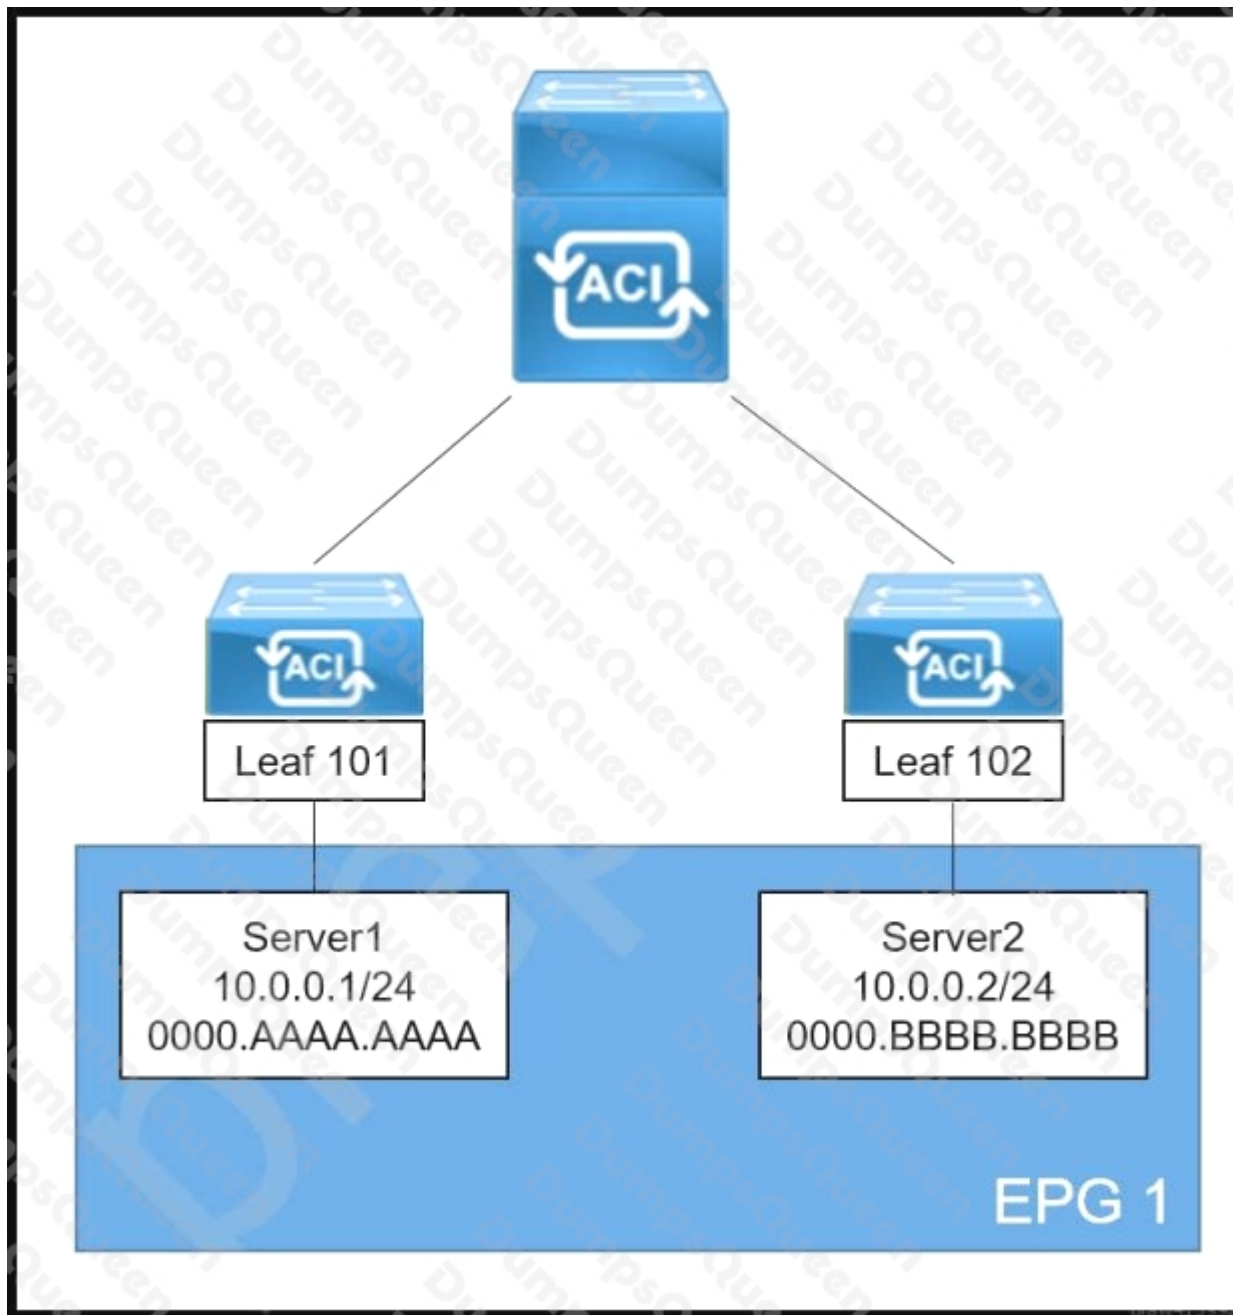 ACI
ACI
ACI
Leaf 101
Leaf 102
Server1
10.0.0.1/24
0000.AAAA.AAAA
Server2
10.0.0.2/24
0000.BBBB.BBBB
EPG 1
DumpsQueen